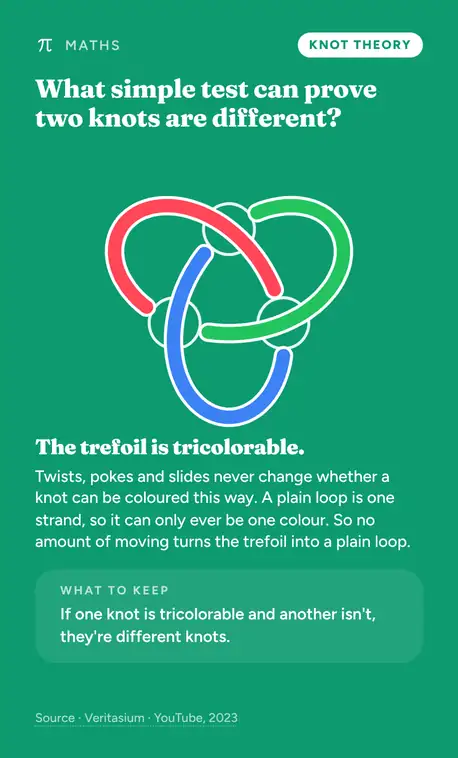 π MATHS
KNOT THEORY
What simple test can prove
two knots are different?
The trefoil is tricolorable.
Twists, pokes and slides never change whether a
knot can be coloured this way. A plain loop is one
strand, so it can only ever be one colour. So no
amount of moving turns the trefoil into a plain loop.
WHAT TO KEEP
If one knot is tricolorable and another isn't,
they're different knots.
Source · Veritasium · YouTube, 2023